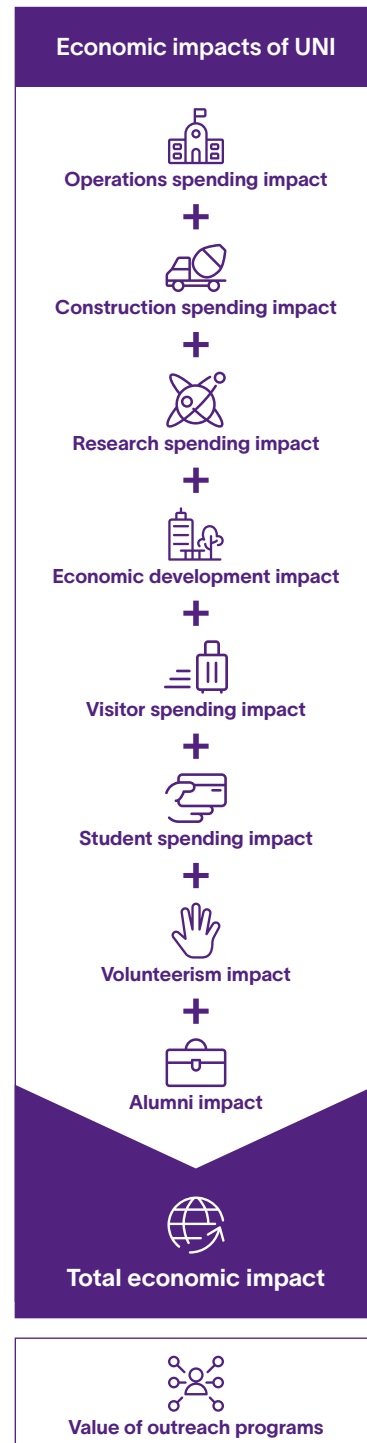 Economic impacts of UNI
Operations spending impact
+
Construction spending impact
+
Research spending impact
+
Economic development impact
+
Visitor spending impact
+
Student spending impact
+
Volunteerism impact
+
Alumni impact
Total economic impact
Value of outreach programs